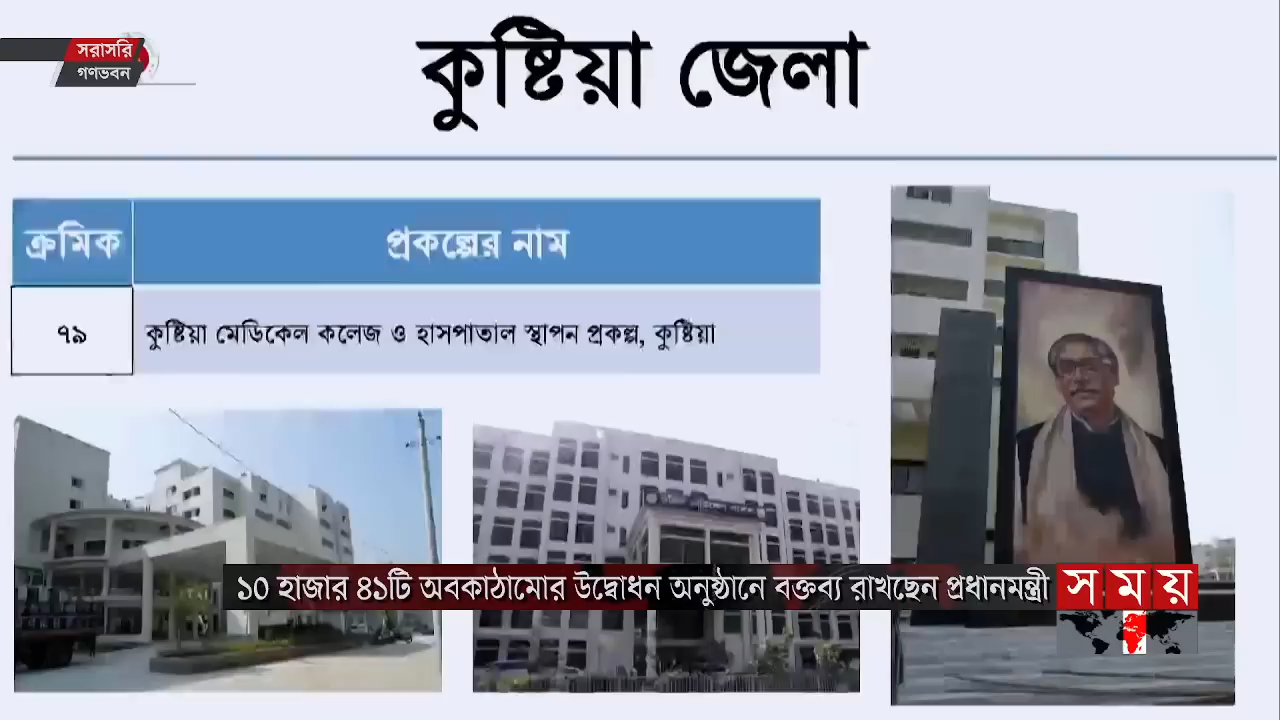 সরাসরি
গণভবন
কুষ্টিয়া জেলা
ক্রমিক
প্রকল্পের নাম
৭৯
কুষ্টিয়া মেডিকেল কলেজ ও হাসপাতাল স্থাপন প্রকল্প, কুষ্টিয়া
১০ হাজার ৪১টি অবকাঠামোর উদ্বোধন অনুষ্ঠানে বক্তব্য রাখছেন প্রধানমন্ত্রী
সময়